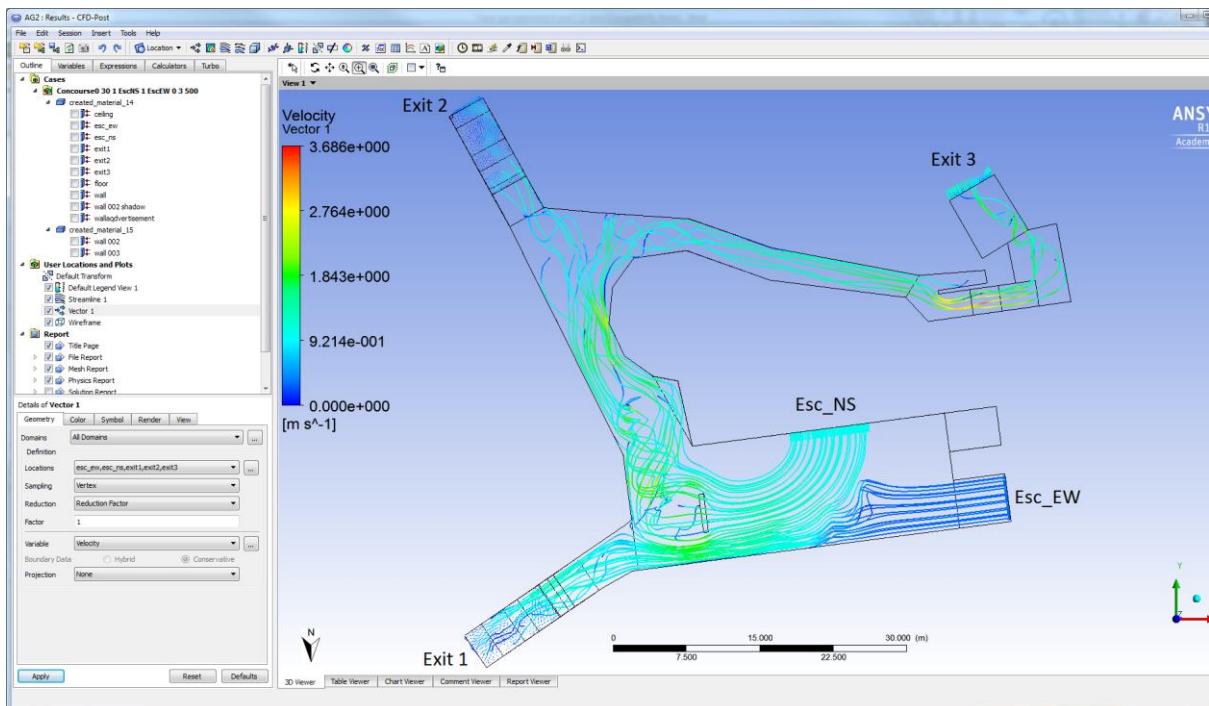 AG2 : Results - CFD-Post
File Edit Session Insert Tools Help
Location
Outline Variables Expressions Calculators Turbo
Cases
Concourse0 30 1 EscNS 1 EscEW 0 3 500
created_material_14
ceiling
esc_ew
esc_ns
exit1
exit2
exit3
floor
wall
wall 002 shadow
wallaqdvertisement
created_material_15
wall 002
wall 003
User Locations and Plots
Default Transform
Default Legend View 1
Streamline 1
Vector 1
Wireframe
Report
Title Page
File Report
Mesh Report
Physics Report
Solution Report
Details of Vector 1
Geometry Color Symbol Render View
Domains All Domains ...
Definition
Locations esc_ew,esc_ns,exit1,exit2,exit3 ...
Sampling Vertex
Reduction Reduction Factor
Factor 1
Variable Velocity ...
Boundary Data Hybrid Conservative
Projection None
Apply Reset Defaults
View 1
Velocity
Vector 1
3.686e+000
2.764e+000
1.843e+000
9.214e-001
0.000e+000
[m s^-1]
Exit 2
Exit 3
ANSY
R1
Academ
Esc_NS
Esc_EW
Exit 1
N
0 15.000 30.000 (m)
7.500 22.500
Y
Z
3D Viewer Table Viewer Chart Viewer Comment Viewer Report Viewer